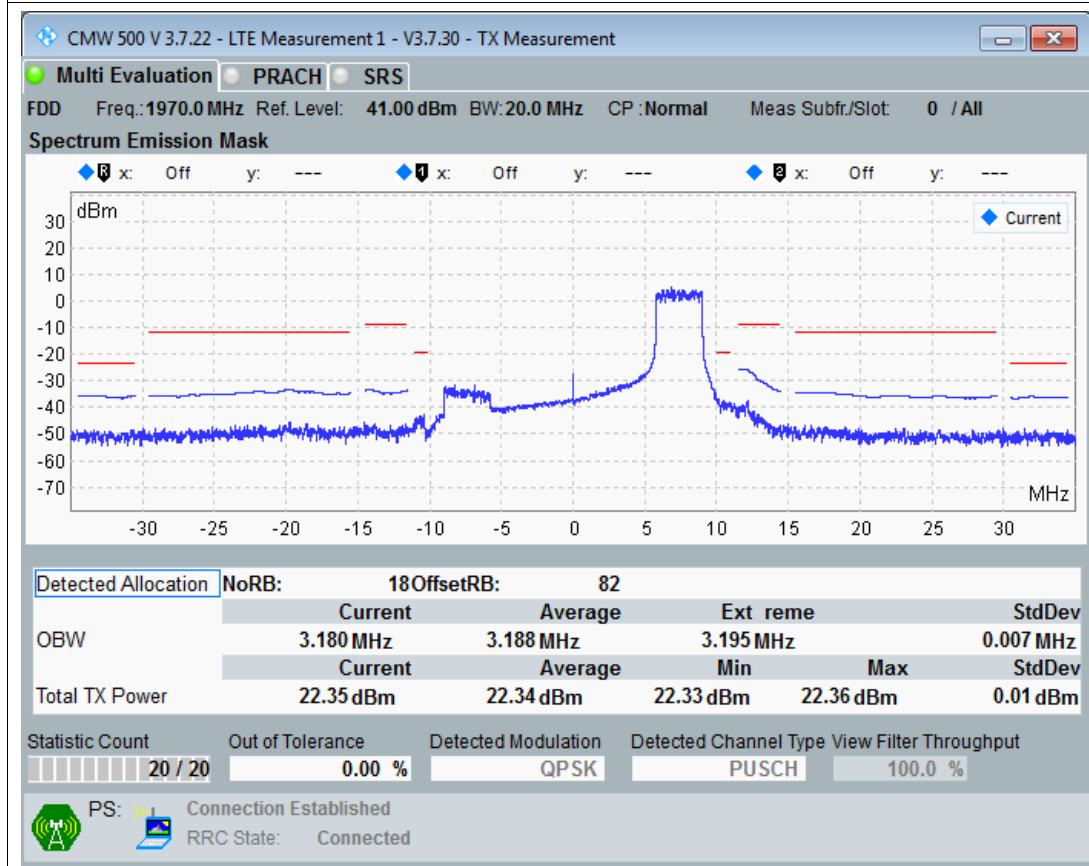 CMW 500 V 3.7.22 - LTE Measurement 1 - V3.7.30 - TX Measurement
Multi Evaluation PRACH SRS
FDD Freq.: 1970.0 MHz Ref. Level: 41.00 dBm BW: 20.0 MHz CP : Normal Meas Subfr./Slot: 0 / All
Spectrum Emission Mask
R x: Off y: --- 1 x: Off y: --- 2 x: Off y: ---
dBm
Current
30
20
10
0
-10
-20
-30
-40
-50
-60
-70
MHz
-30 -25 -20 -15 -10 -5 0 5 10 15 20 25 30
Detected Allocation NoRB: 18 OffsetRB: 82
Current Average Ext reme StdDev
OBW 3.180 MHz 3.188 MHz 3.195 MHz 0.007 MHz
Current Average Min Max StdDev
Total TX Power 22.35 dBm 22.34 dBm 22.33 dBm 22.36 dBm 0.01 dBm
Statistic Count Out of Tolerance Detected Modulation Detected Channel Type View Filter Throughput
20 / 20 0.00 % QPSK PUSCH 100.0 %
PS: Connection Established
RRC State: Connected